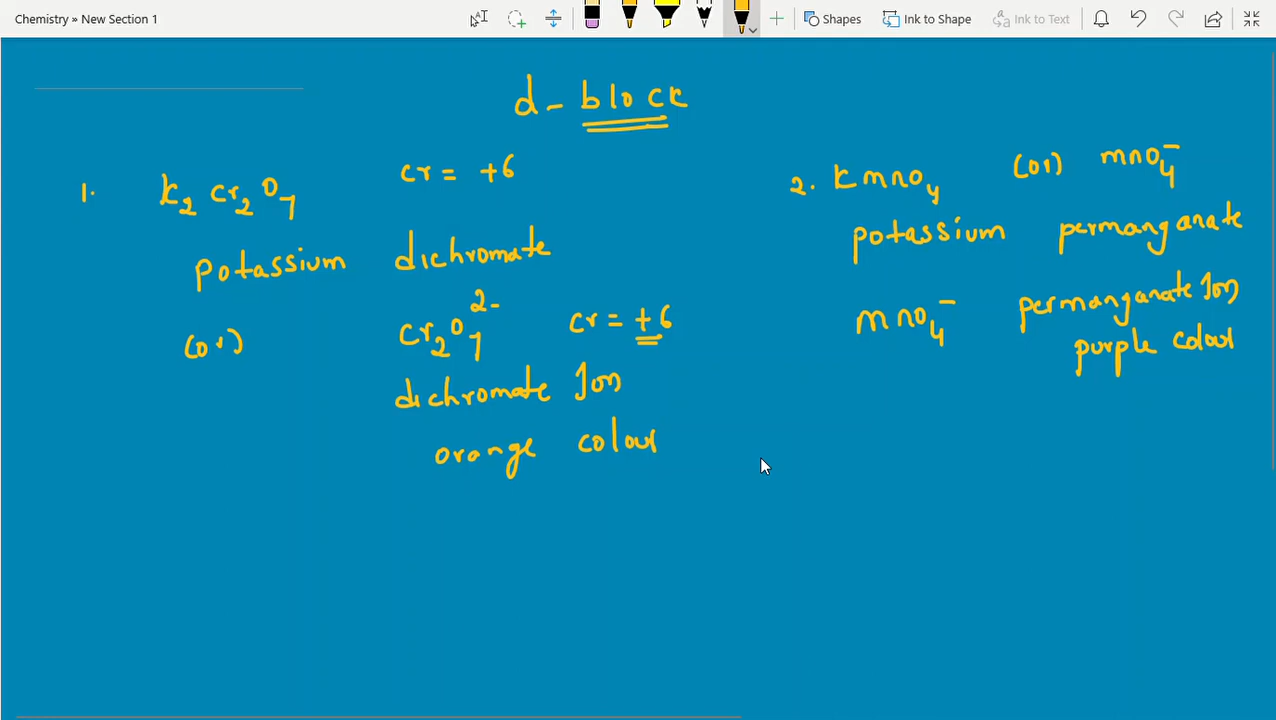 Chemistry » New Section 1
Shapes
Ink to Shape
Ink to Text
d - block
1. k2 cr2O7 cr = +6
potassium dichromate
(or) cr2O7 2- cr = +6
dichromate Ion
orange colour
2. kmnO4 (or) mnO4-
potassium permanganate
mnO4- permanganate Ion
purple colour